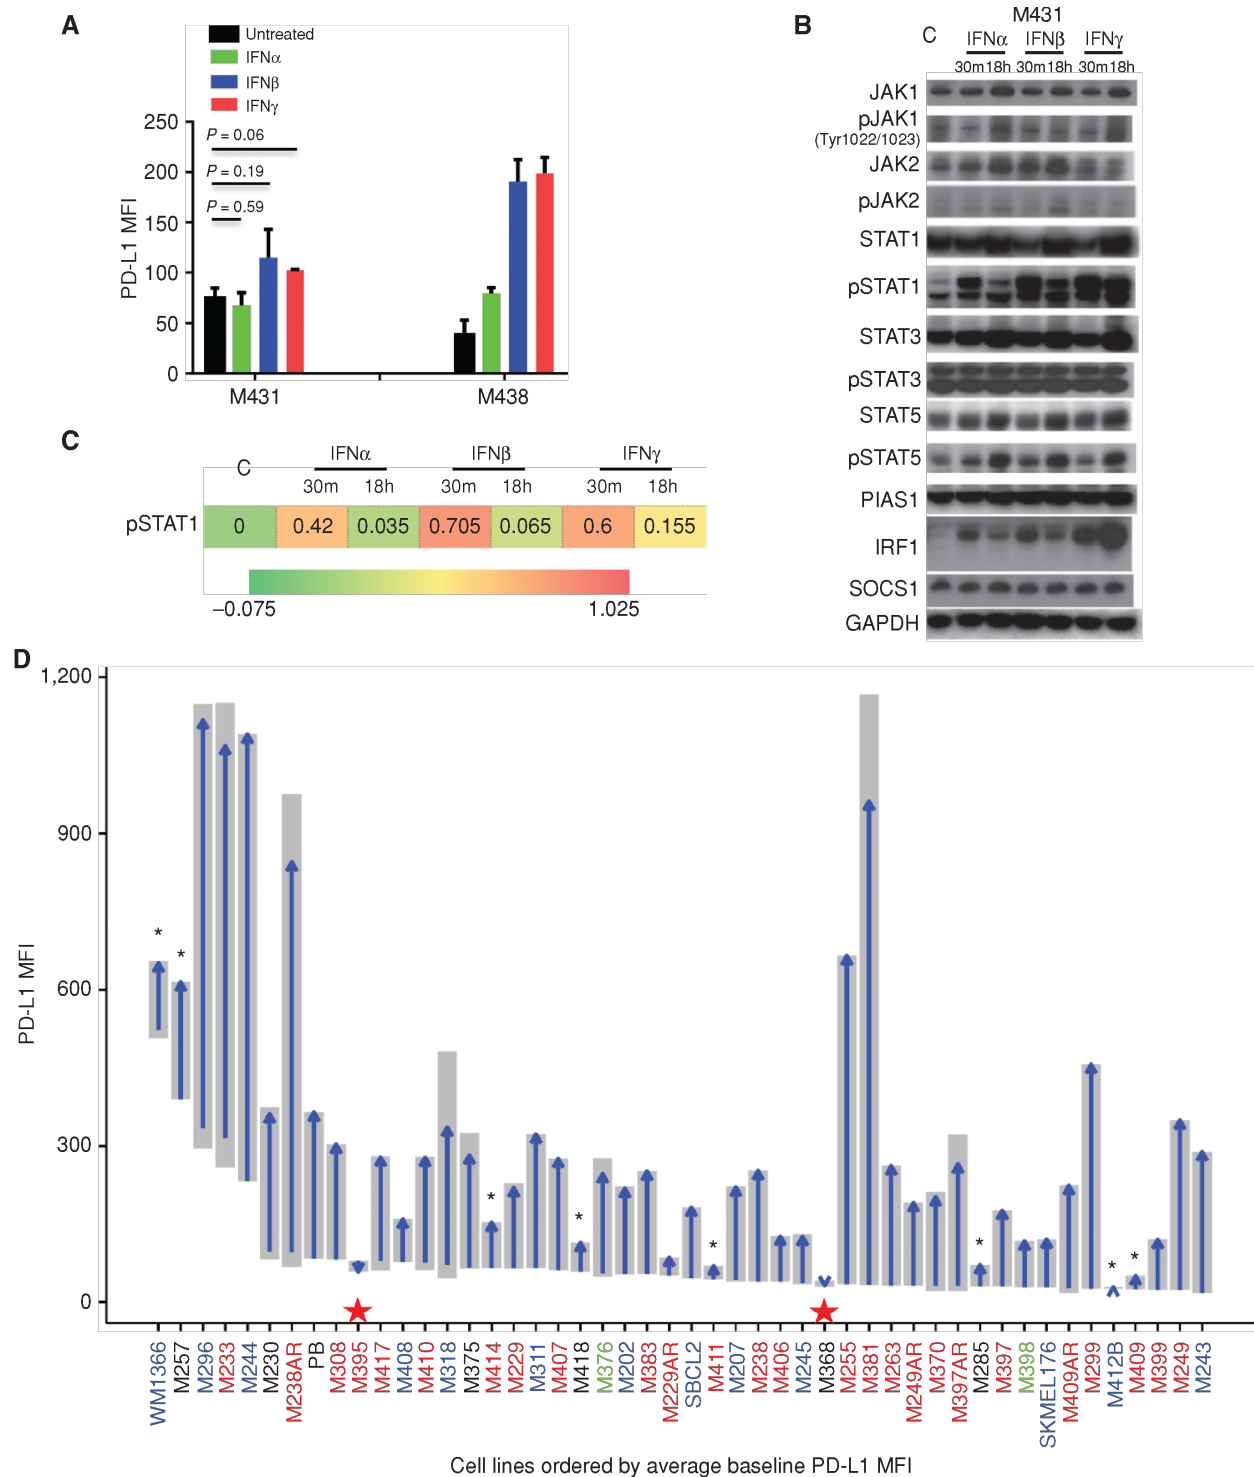 A
Untreated
IFNα
IFNβ
IFNγ
250
200
150
100
50
0
PD-L1 MFI
P = 0.06
P = 0.19
P = 0.59
M431
M438
B
M431
C
IFNα
IFNβ
IFNγ
30m 18h 30m 18h 30m 18h
JAK1
pJAK1
(Tyr1022/1023)
JAK2
pJAK2
STAT1
pSTAT1
STAT3
pSTAT3
STAT5
pSTAT5
PIAS1
IRF1
SOCS1
GAPDH
C
C
IFNα
IFNβ
IFNγ
30m 18h 30m 18h 30m 18h
pSTAT1 0 0.42 0.035 0.705 0.065 0.6 0.155
–0.075
1.025
D
1,200
900
600
300
0
PD-L1 MFI
*
*
*
*
*
*
*
*
WM1366
M257
M296
M233
M244
M230
M238AR
PB
M308
M395
M417
M408
M410
M318
M375
M414
M229
M311
M407
M418
M376
M202
M383
M229AR
SBCL2
M411
M207
M238
M406
M245
M368
M255
M381
M263
M249AR
M370
M397AR
M285
M397
M398
SKMEL176
M409AR
M299
M412B
M409
M399
M249
M243
Cell lines ordered by average baseline PD-L1 MFI